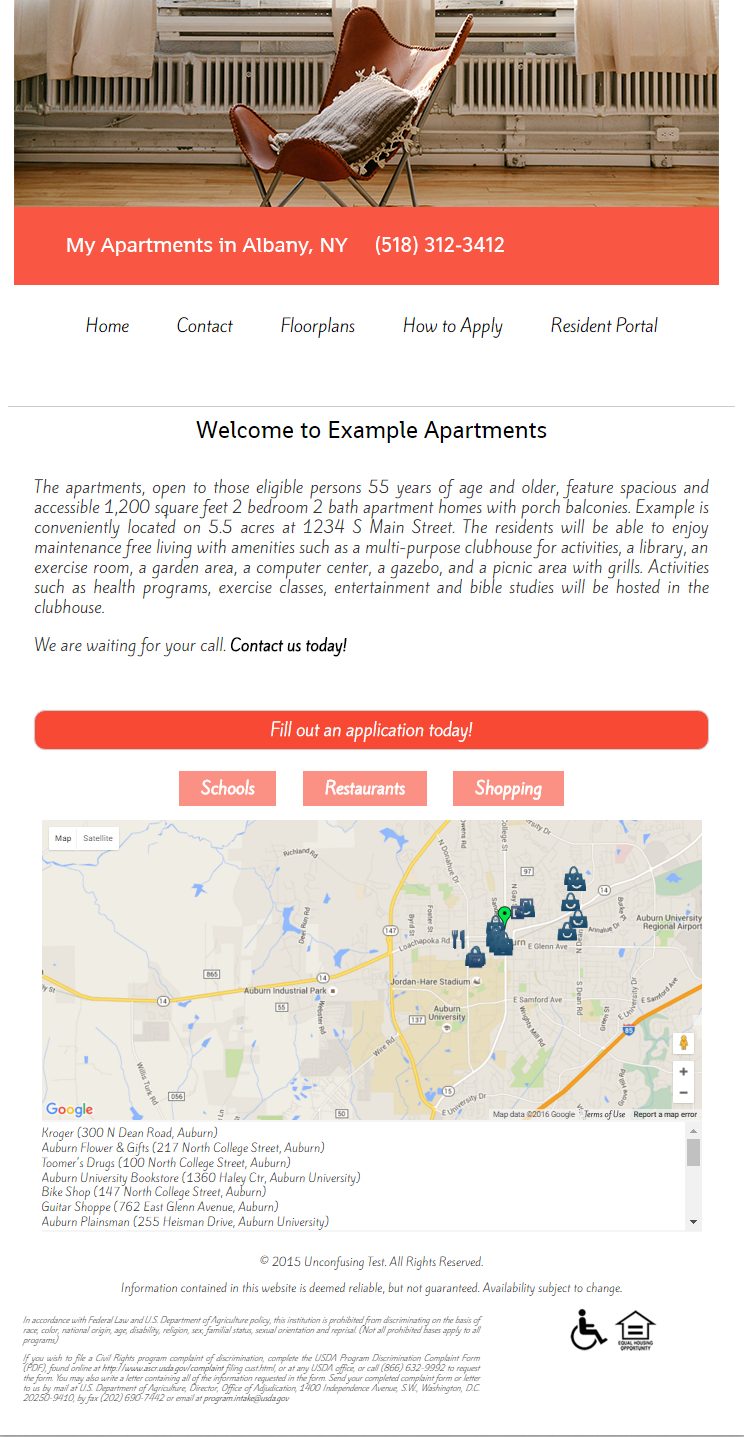 My Apartments in Albany, NY (518) 312-3412
Home Contact Floorplans How to Apply Resident Portal
Welcome to Example Apartments
The apartments, open to those eligible persons 55 years of age and older, feature spacious and
accessible 1,200 square feet 2 bedroom 2 bath apartment homes with porch balconies. Example is
conveniently located on 5.5 acres at 1234 S Main Street. The residents will be able to enjoy
maintenance free living with amenities such as a multi-purpose clubhouse for activities, a library, an
exercise room, a garden area, a computer center, a gazebo, and a picnic area with grills. Activities
such as health programs, exercise classes, entertainment and bible studies will be hosted in the
clubhouse.
We are waiting for your call. Contact us today!
Fill out an application today!
Schools Restaurants Shopping
Map Satellite
Richland Rd
N Donahue Dr
College St
N Gay
97
14
Deer Run Rd
Byrd St
Foster St
147
Loachapoka Rd
Annalue Dr
Burke Pl
Auburn University
Regional Airport
E Glenn Ave
N Dean
865
14
14
Auburn Industrial Park
55
Webster Rd
Jordan-Hare Stadium
Auburn
University
137
E Samford Ave
S Dean Rd
E University Dr
E Samford Ave
Wrights Mill Rd
Green St
85
Wire Rd
Willis Turk Rd
056
50
15
E University Dr
Google
Map data ©2016 Google Terms of Use Report a map error
Kroger (300 N Dean Road, Auburn)
Auburn Flower & Gifts (217 North College Street, Auburn)
Toomer's Drugs (100 North College Street, Auburn)
Auburn University Bookstore (1360 Haley Ctr, Auburn University)
Bike Shop (147 North College Street, Auburn)
Guitar Shoppe (762 East Glenn Avenue, Auburn)
Auburn Plainsman (255 Heisman Drive, Auburn University)
© 2015 Unconfusing Test. All Rights Reserved.
Information contained in this website is deemed reliable, but not guaranteed. Availability subject to change.
In accordance with Federal Law and U.S. Department of Agriculture policy, this institution is prohibited from discriminating on the basis of
race, color, national origin, age, disability, religion, sex, familial status, sexual orientation and reprisal. (Not all prohibited bases apply to all
programs.)
If you wish to file a Civil Rights program complaint of discrimination, complete the USDA Program Discrimination Complaint Form
(PDF), found online at http://www.ascr.usda.gov/complaint filing cust.html, or at any USDA office, or call (866) 632-9992 to request
the form. You may also write a letter containing all of the information requested in the form. Send your completed complaint form or letter
to us by mail at U.S. Department of Agriculture, Director, Office of Adjudication, 1400 Independence Avenue, S.W., Washington, D.C.
20250-9410, by fax (202) 690-7442 or email at program.intake@usda.gov
EQUAL HOUSING
OPPORTUNITY